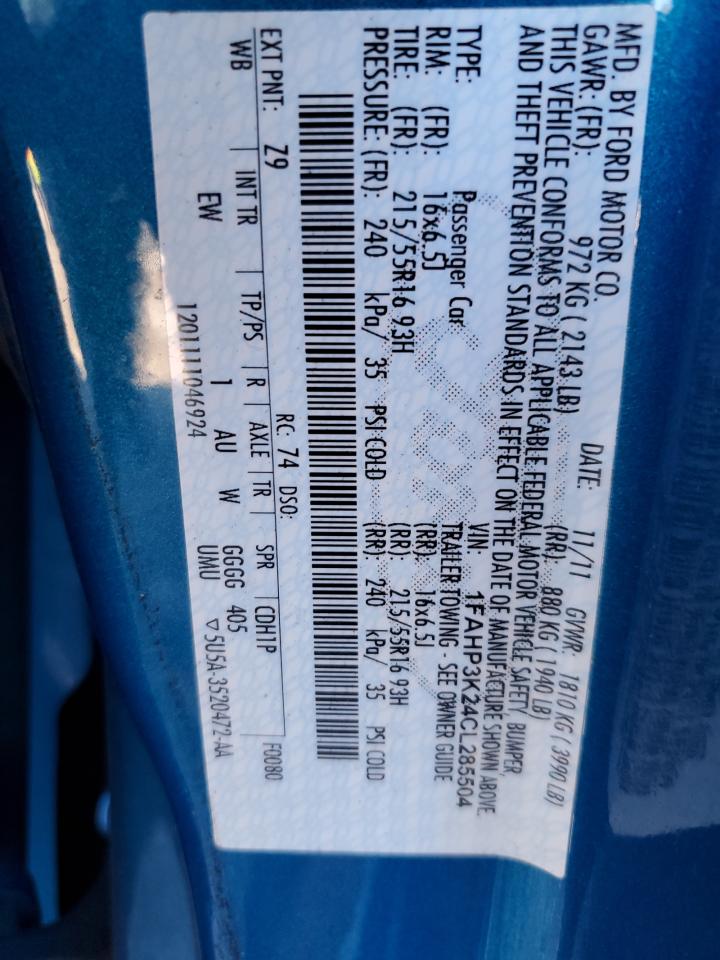 MFD. BY FORD MOTOR CO.
DATE: 11/11 GVWR: 1810 KG ( 3990 LB)
GAWR: (FR): 972 KG ( 2143 LB) (RR): 880 KG ( 1940 LB)
THIS VEHICLE CONFORMS TO ALL APPLICABLE FEDERAL MOTOR VEHICLE SAFETY, BUMPER,
AND THEFT PREVENTION STANDARDS IN EFFECT ON THE DATE OF MANUFACTURE SHOWN ABOVE
VIN: 1FAHP3K24CL285504
TYPE: Passenger Car TRAILER TOWING - SEE OWNER GUIDE
RIM: (FR): 16x6.5J (RR): 16x6.5J
TIRE: (FR): 215/55R16 93H (RR): 215/55R16 93H
PRESSURE: (FR): 240 kPa/ 35 PSI COLD (RR): 240 kPa/ 35 PSI COLD
RC: 74 DSO:
F0080
EXT PNT: Z9
WB | INT TR | TP/PS | R | AXLE | TR | SPR | CDH1P
EW 1 AU W GGGG 405
UMU
1201111046924 ▽5U5A-3520472-AA